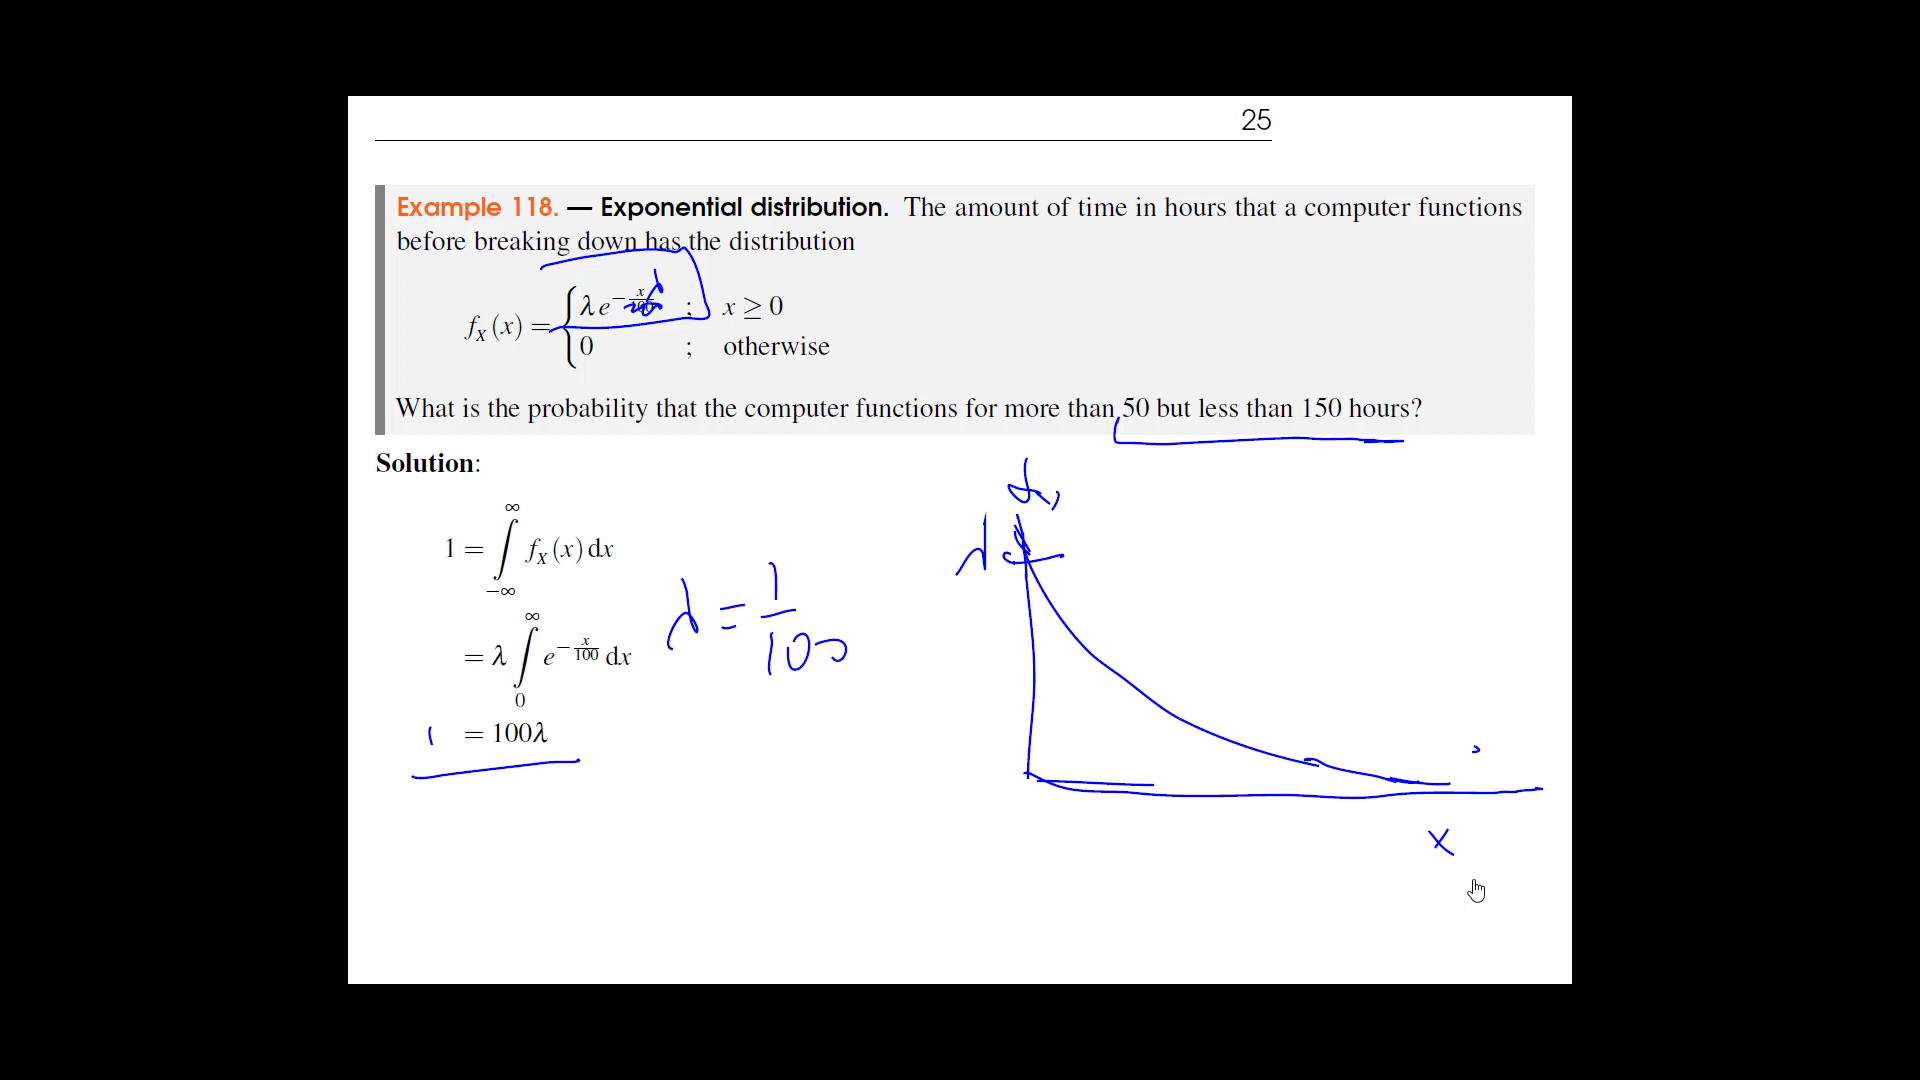 25
Example 118. — Exponential distribution. The amount of time in hours that a computer functions
before breaking down has the distribution
f_X(x) = { λe^{-x/100} ; x ≥ 0
0 ; otherwise
What is the probability that the computer functions for more than 50 but less than 150 hours?
Solution:
1 = ∫_{-∞}^{∞} f_X(x) dx
= λ ∫_0^∞ e^{-x/100} dx
λ = 1/100
1 = 100λ
λ
x